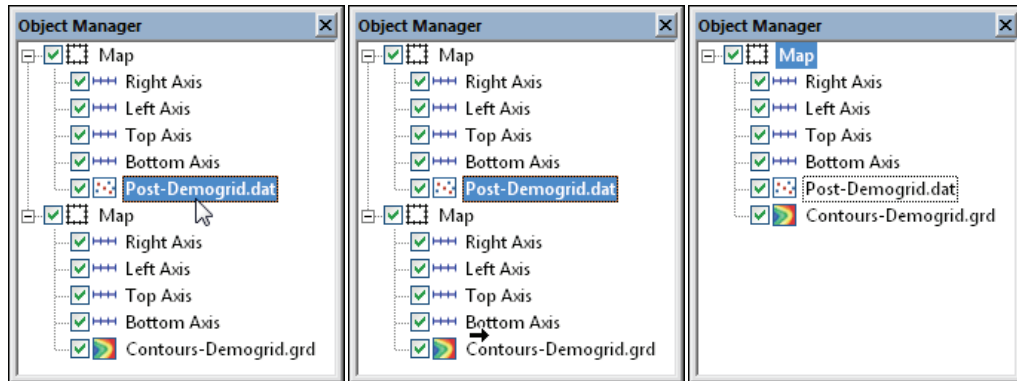 Object Manager
Map
Right Axis
Left Axis
Top Axis
Bottom Axis
Post-Demogrid.dat
Map
Right Axis
Left Axis
Top Axis
Bottom Axis
Contours-Demogrid.grd
Object Manager
Map
Right Axis
Left Axis
Top Axis
Bottom Axis
Post-Demogrid.dat
Map
Right Axis
Left Axis
Top Axis
Bottom Axis
Contours-Demogrid.grd
Object Manager
Map
Right Axis
Left Axis
Top Axis
Bottom Axis
Post-Demogrid.dat
Contours-Demogrid.grd